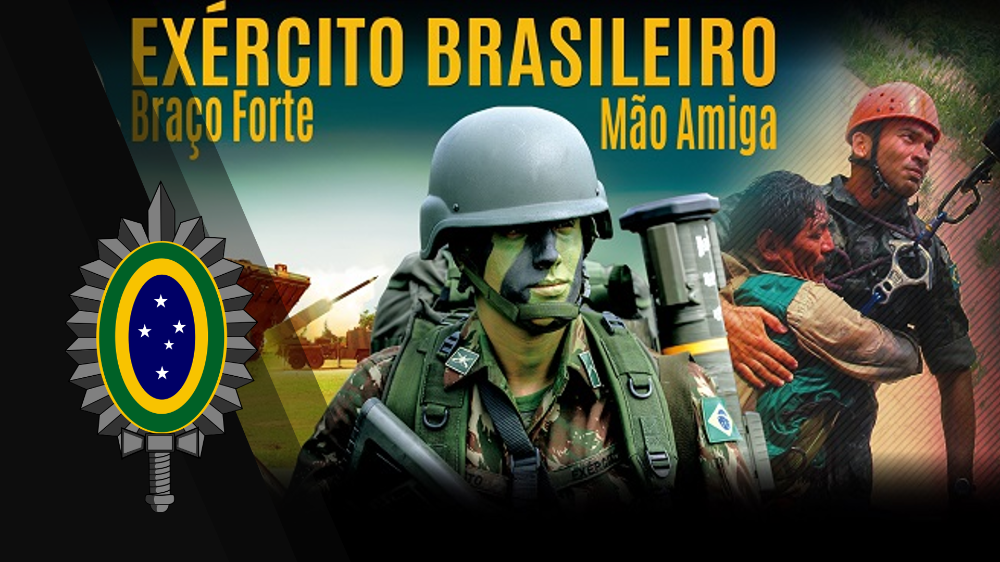 EXÉRCITO BRASILEIRO
Braço Forte
Mão Amiga